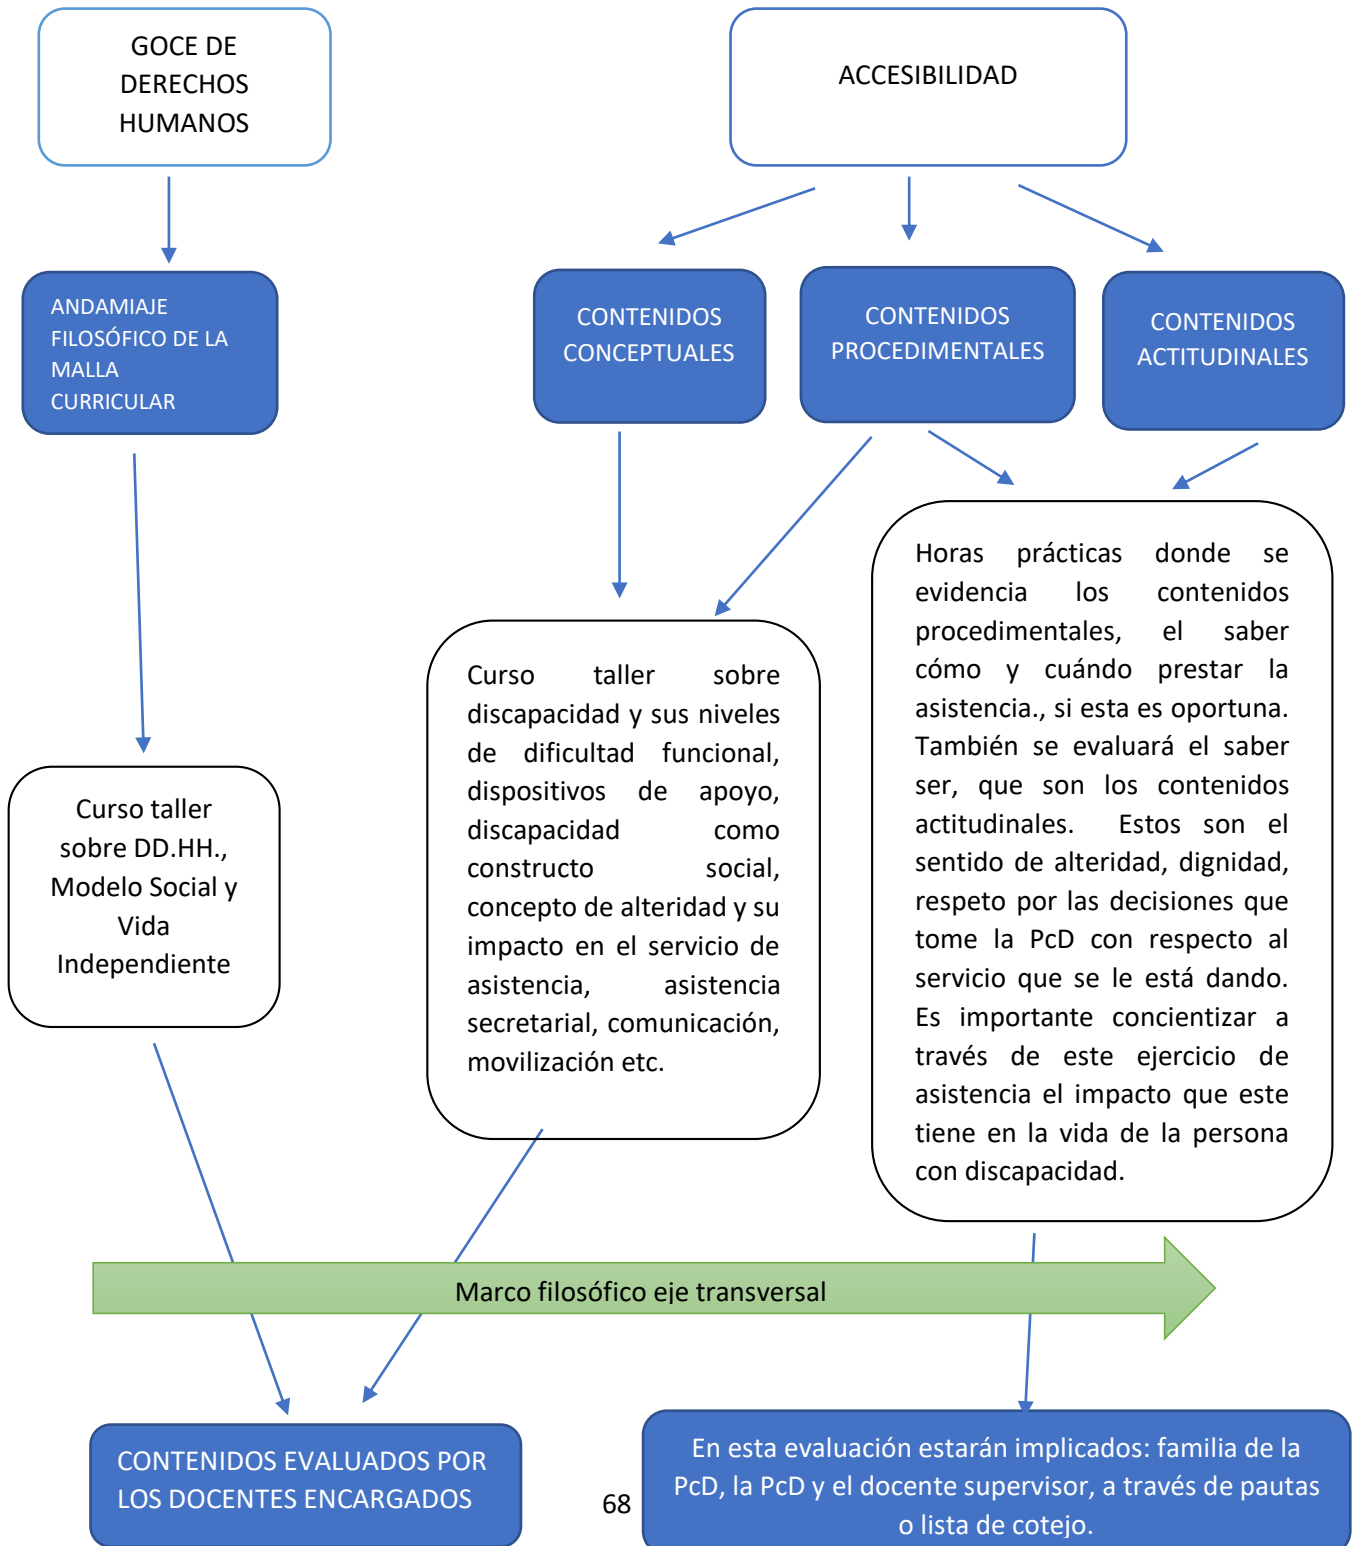 GOCE DE
DERECHOS
HUMANOS
ACCESIBILIDAD
ANDAMIAJE
FILOSÓFICO DE LA
MALLA
CURRICULAR
CONTENIDOS
CONCEPTUALES
CONTENIDOS
PROCEDIMENTALES
CONTENIDOS
ACTITUDINALES
Curso taller
sobre DD.HH.,
Modelo Social y
Vida
Independiente
Curso taller sobre
discapacidad y sus niveles
de dificultad funcional,
dispositivos de apoyo,
discapacidad como
constructo social,
concepto de alteridad y su
impacto en el servicio de
asistencia, asistencia
secretarial, comunicación,
movilización etc.
Horas prácticas donde se
evidencia los contenidos
procedimentales, el saber
cómo y cuándo prestar la
asistencia., si esta es oportuna.
También se evaluará el saber
ser, que son los contenidos
actitudinales. Estos son el
sentido de alteridad, dignidad,
respeto por las decisiones que
tome la PcD con respecto al
servicio que se le está dando.
Es importante concientizar a
través de este ejercicio de
asistencia el impacto que este
tiene en la vida de la persona
con discapacidad.
Marco filosófico eje transversal
CONTENIDOS EVALUADOS POR
LOS DOCENTES ENCARGADOS
En esta evaluación estarán implicados: familia de la
PcD, la PcD y el docente supervisor, a través de pautas
o lista de cotejo.
68